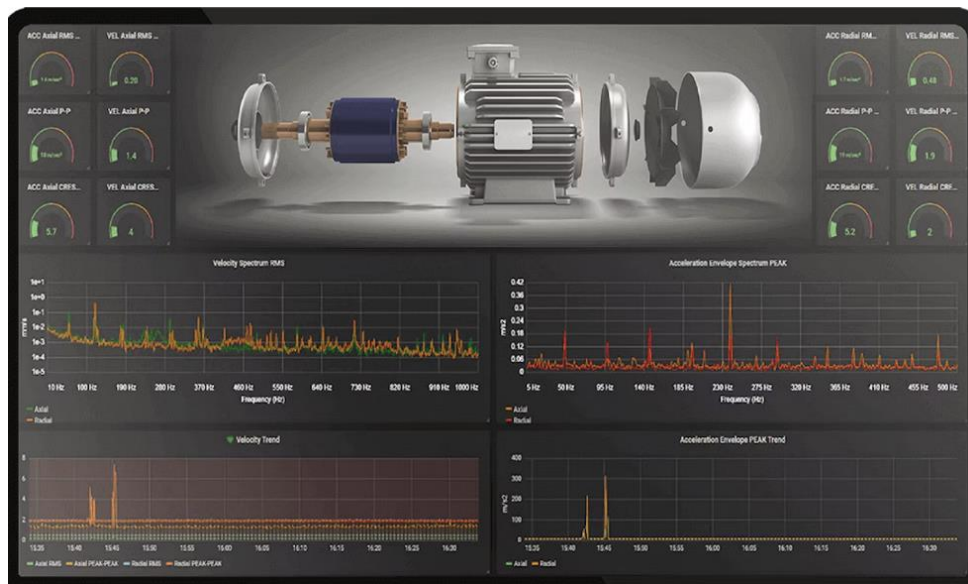 ACC Axial RMS ...
VEL Axial RMS ...
0.28
ACC Axial P-P
VEL Axial P-P
1.4
ACC Axial CRES...
VEL Axial CRES...
5.7
4
ACC Radial RM...
VEL Radial RMS...
0.48
ACC Radial P-P ...
VEL Radial P-P ...
1.9
ACC Radial CRE...
VEL Radial CRE...
5.2
2
Velocity Spectrum RMS
1e+1
1e+0
1e-1
1e-2
1e-3
1e-4
1e-5
mm/s
10 Hz 100 Hz 190 Hz 280 Hz 370 Hz 460 Hz 550 Hz 640 Hz 730 Hz 820 Hz 910 Hz 1000 Hz
Frequency (Hz)
Axial
Radial
Acceleration Envelope Spectrum PEAK
0.42
0.36
0.30
0.24
0.18
0.12
0.06
0
m/s2
5 Hz 50 Hz 95 Hz 140 Hz 185 Hz 230 Hz 275 Hz 320 Hz 365 Hz 410 Hz 455 Hz 500 Hz
Frequency (Hz)
Axial
Radial
Velocity Trend
8
6
4
2
0
15:35 15:40 15:45 15:50 15:55 16:00 16:05 16:10 16:15 16:20 16:25 16:30
Axial RMS Axial PEAK-PEAK Radial RMS Radial PEAK-PEAK
Acceleration Envelope PEAK Trend
400
300
200
100
m/s2
15:35 15:40 15:45 15:50 15:55 16:00 16:05 16:10 16:15 16:20 16:25 16:30
Axial Radial